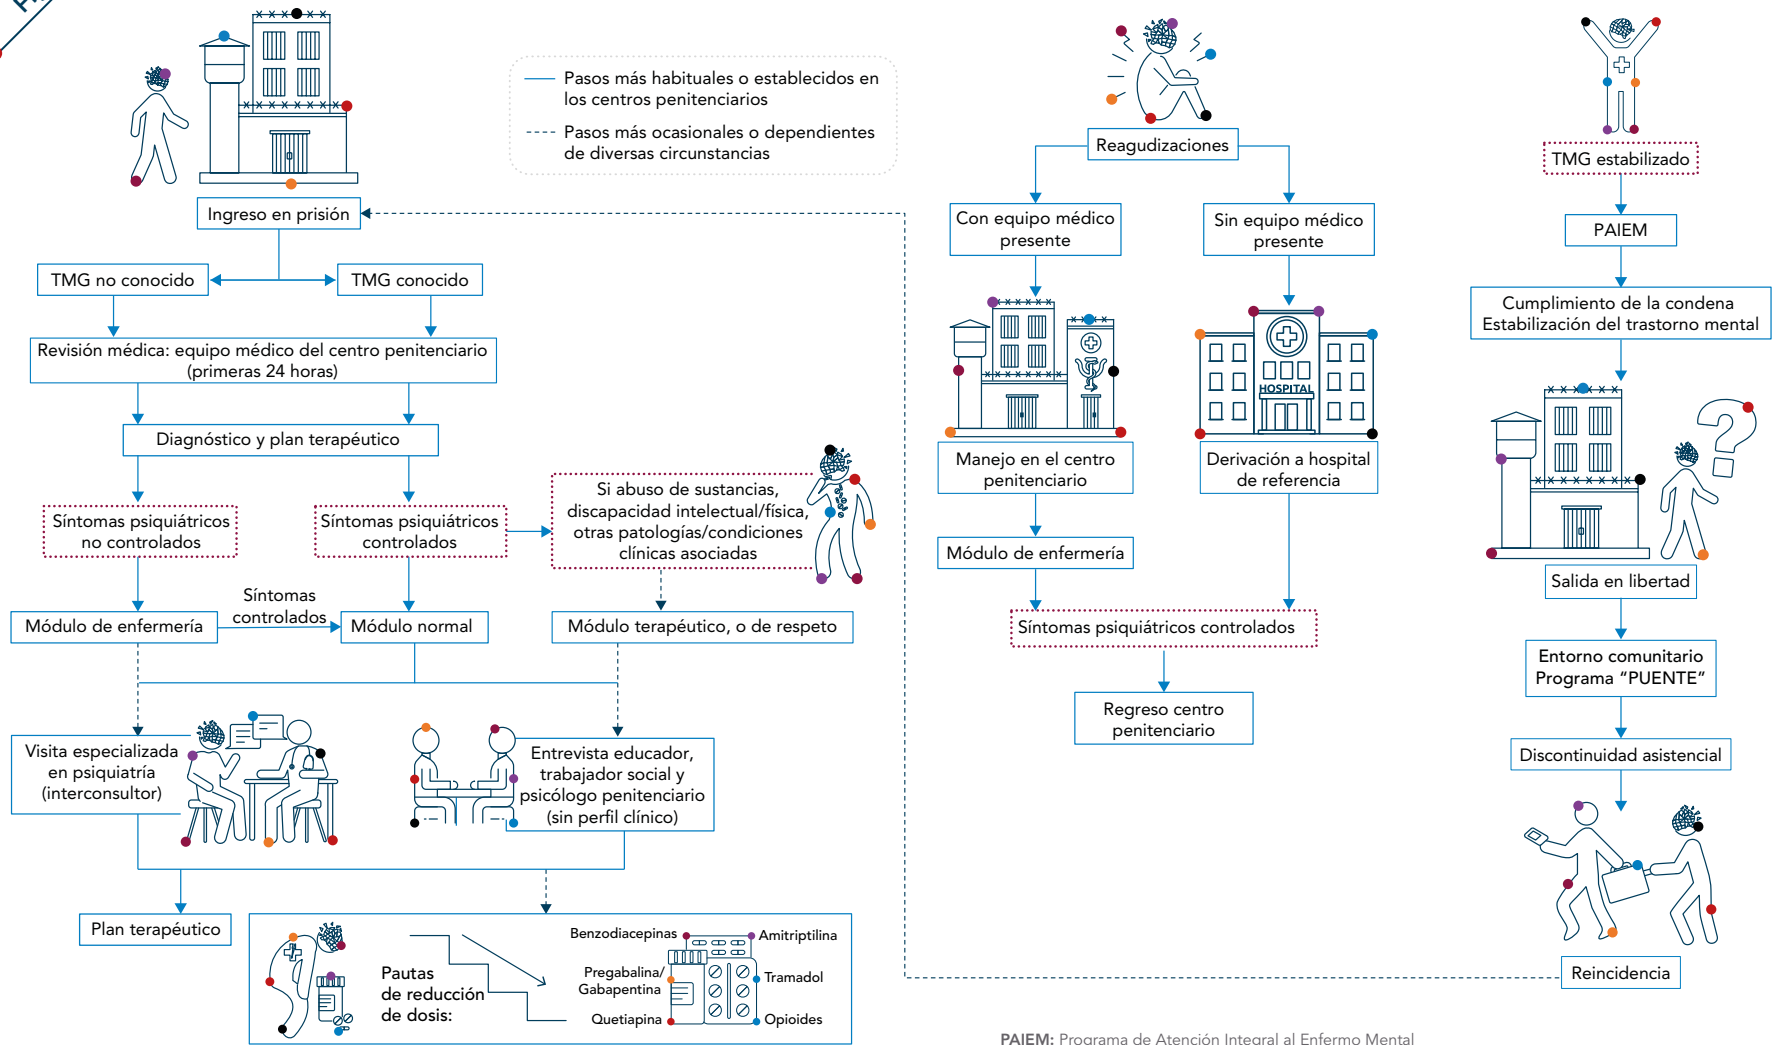 Pasos más habituales o establecidos en
los centros penitenciarios
Pasos más ocasionales o dependientes
de diversas circunstancias
Ingreso en prisión
TMG no conocido
TMG conocido
Revisión médica: equipo médico del centro penitenciario
(primeras 24 horas)
Diagnóstico y plan terapéutico
Síntomas psiquiátricos
no controlados
Síntomas psiquiátricos
controlados
Si abuso de sustancias,
discapacidad intelectual/física,
otras patologías/condiciones
clínicas asociadas
Módulo de enfermería
Síntomas
controlados
Módulo normal
Módulo terapéutico, o de respeto
Visita especializada
en psiquiatría
(interconsultor)
Entrevista educador,
trabajador social y
psicólogo penitenciario
(sin perfil clínico)
Plan terapéutico
Pautas
de reducción
de dosis:
Benzodiacepinas
Amitriptilina
Pregabalina/
Gabapentina
Tramadol
Quetiapina
Opioides
Reagudizaciones
Con equipo médico
presente
Sin equipo médico
presente
HOSPITAL
Manejo en el centro
penitenciario
Derivación a hospital
de referencia
Módulo de enfermería
Síntomas psiquiátricos controlados
Regreso centro
penitenciario
TMG estabilizado
PAIEM
Cumplimiento de la condena
Estabilización del trastorno mental
Salida en libertad
Entorno comunitario
Programa “PUENTE”
Discontinuidad asistencial
Reincidencia
PAIEM: Programa de Atención Integral al Enfermo Mental